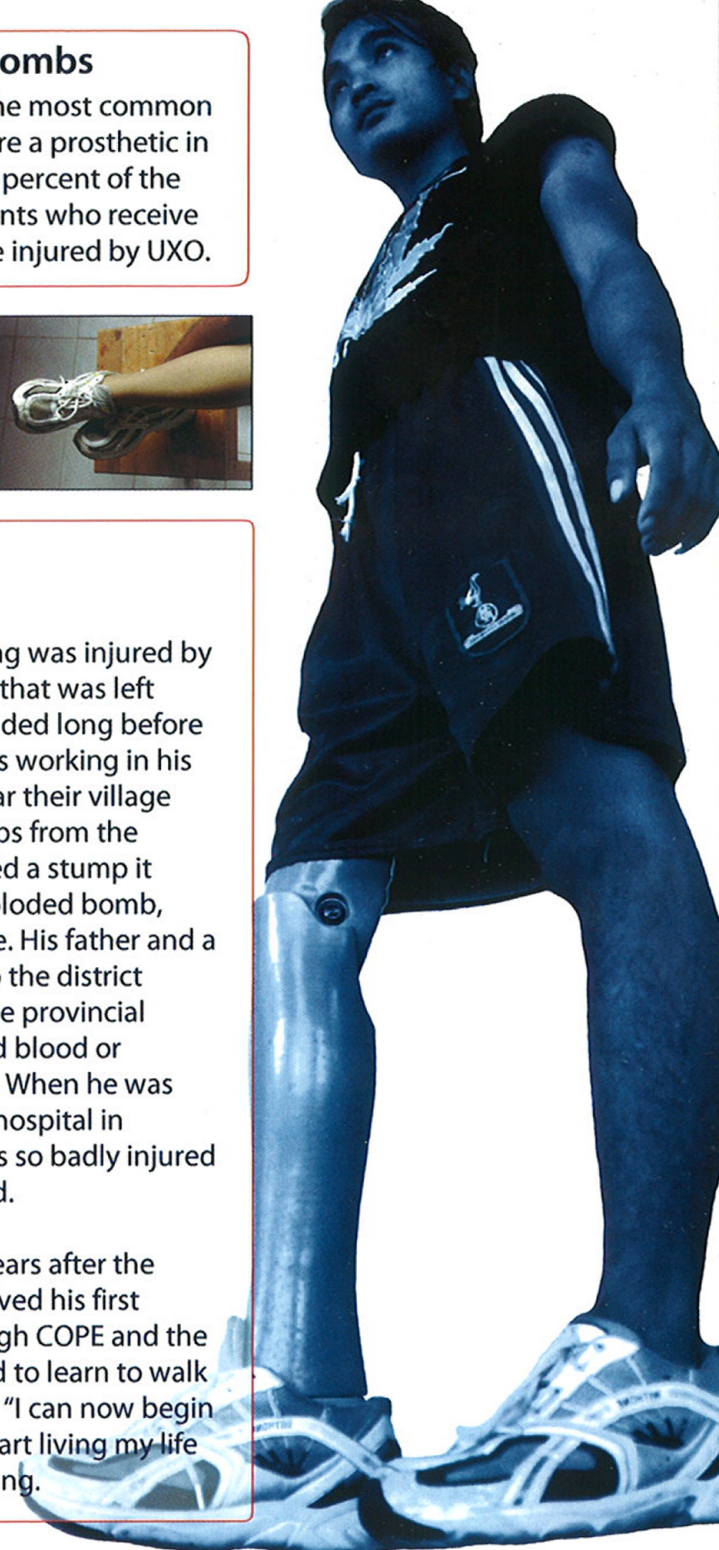 ombs
ne most common
re a prosthetic in
percent of the
nts who receive
e injured by UXO.
ng was injured by
that was left
ded long before
s working in his
ar their village
bs from the
ed a stump it
ploded bomb,
e. His father and a
o the district
e provincial
d blood or
When he was
hospital in
s so badly injured
d.
ears after the
ved his first
gh COPE and the
d to learn to walk
"I can now begin
art living my life
ng.